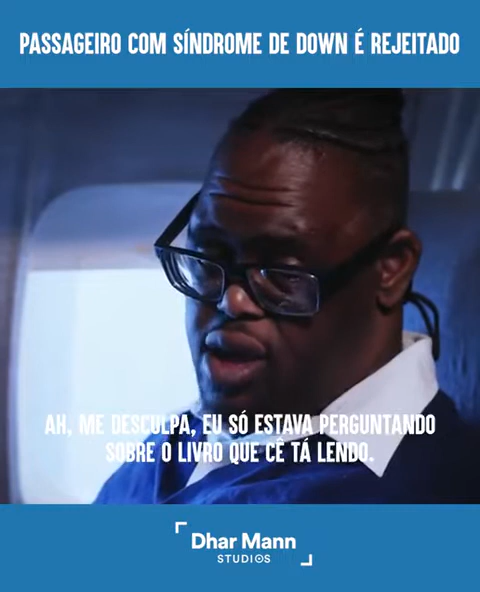 PASSAGEIRO COM SÍNDROME DE DOWN É REJEITADO
AH, ME DESCULPA, EU SÓ ESTAVA PERGUNTANDO
SOBRE O LIVRO QUE CÊ TÁ LENDO.
Dhar Mann
STUDIOS